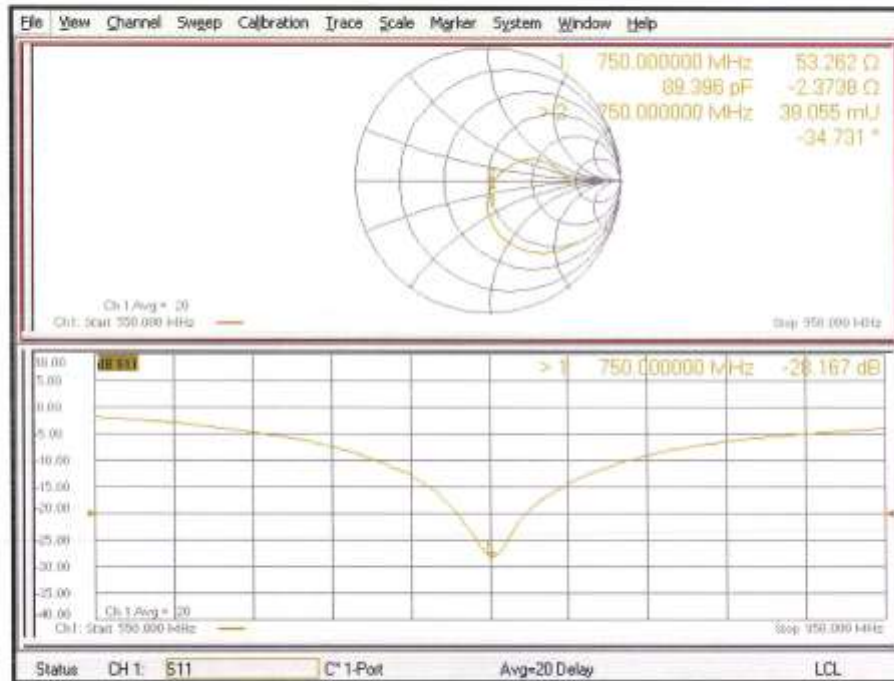 File View Channel Sweep Calibration Trace Scale Marker System Window Help
1 750.000000 MHz 53.262 Ω
89.396 pF -2.3738 Ω
> 2 750.000000 MHz 39.055 mU
-34.731 °
Ch 1 Avg = 20
Ch1: Start 550.000 MHz
Stop 950.000 MHz
10.00
dB S11
> 1 750.000000 MHz -28.167 dB
5.00
0.00
-5.00
-10.00
-15.00
-20.00
-25.00
-30.00
-35.00
-40.00
Ch 1 Avg = 20
Ch1: Start 550.000 MHz
Stop 950.000 MHz
Status CH 1: S11 C* 1-Port Avg=20 Delay LCL